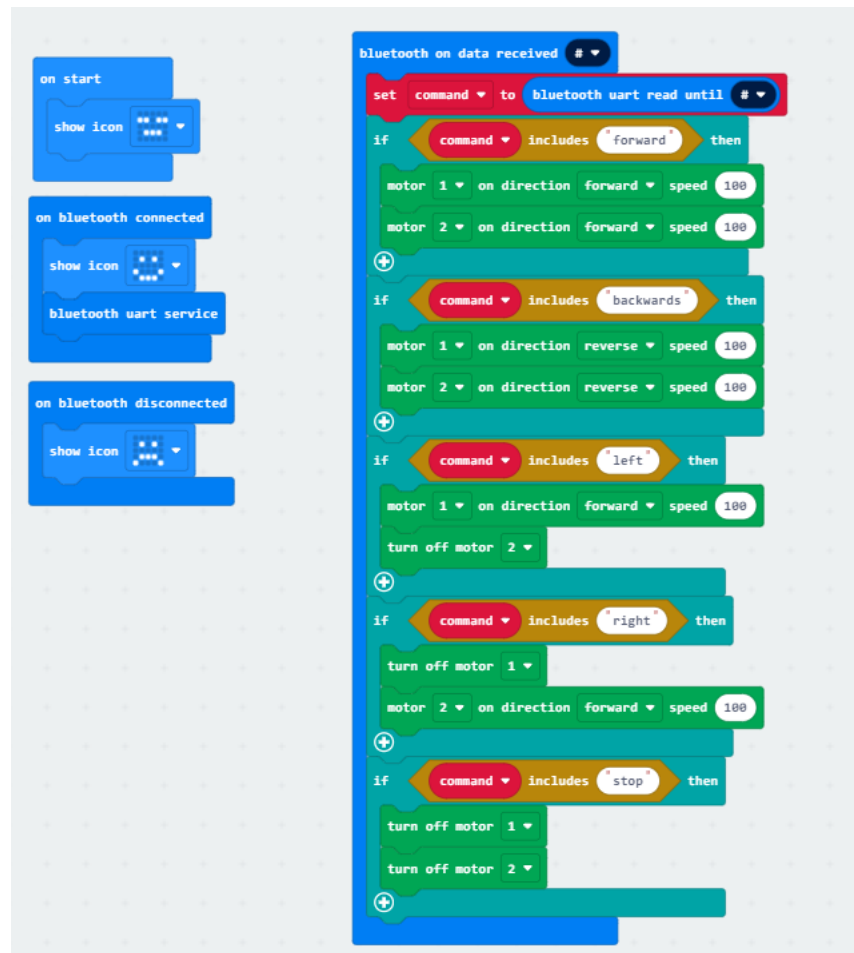 on start
show icon
on bluetooth connected
show icon
bluetooth uart service
on bluetooth disconnected
show icon
bluetooth on data received #
set command to bluetooth uart read until #
if command includes "forward" then
motor 1 on direction forward speed 100
motor 2 on direction forward speed 100
if command includes "backwards" then
motor 1 on direction reverse speed 100
motor 2 on direction reverse speed 100
if command includes "left" then
motor 1 on direction forward speed 100
turn off motor 2
if command includes "right" then
turn off motor 1
motor 2 on direction forward speed 100
if command includes "stop" then
turn off motor 1
turn off motor 2